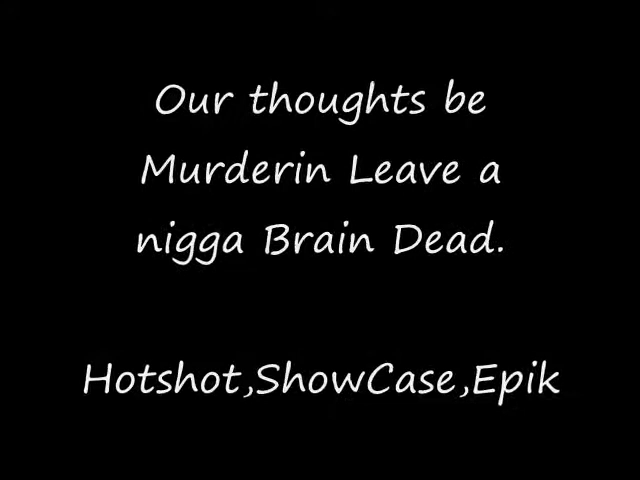 Our thoughts be
Murderin Leave a
nigga Brain Dead.
Hotshot,ShowCase,Epik